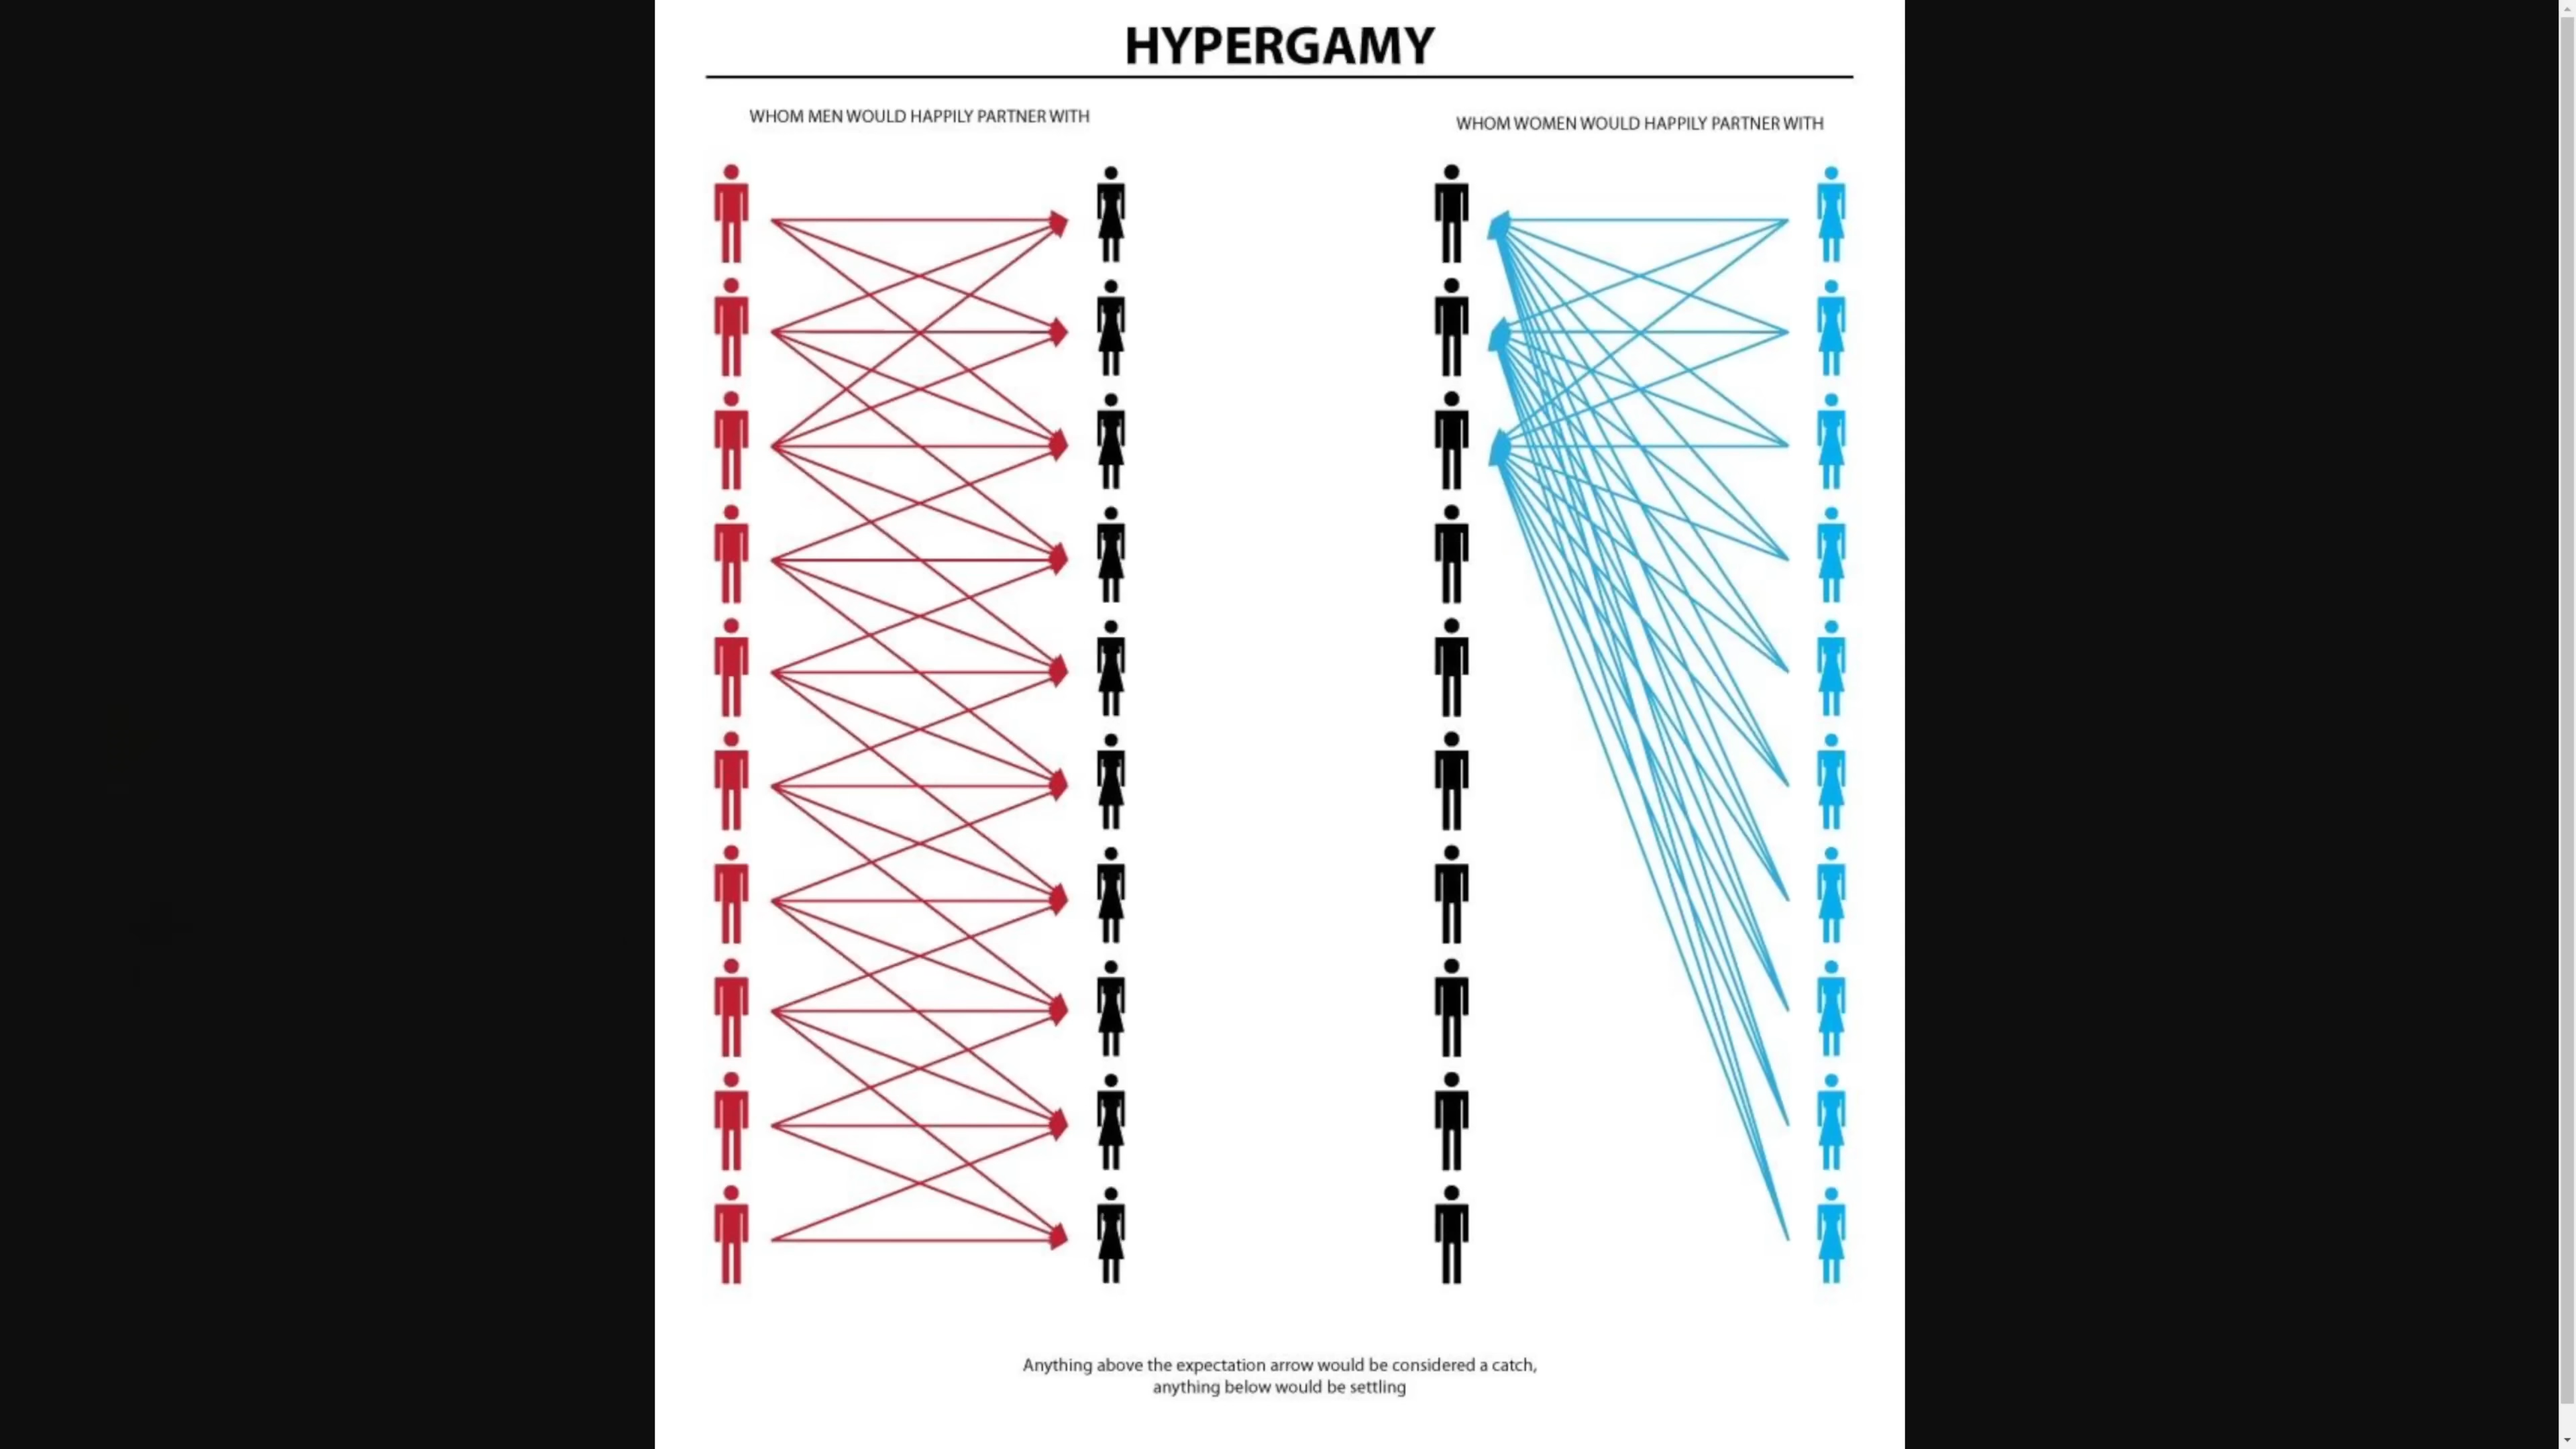 HYPERGAMY
WHOM MEN WOULD HAPPILY PARTNER WITH
WHOM WOMEN WOULD HAPPILY PARTNER WITH
Anything above the expectation arrow would be considered a catch,
anything below would be settling